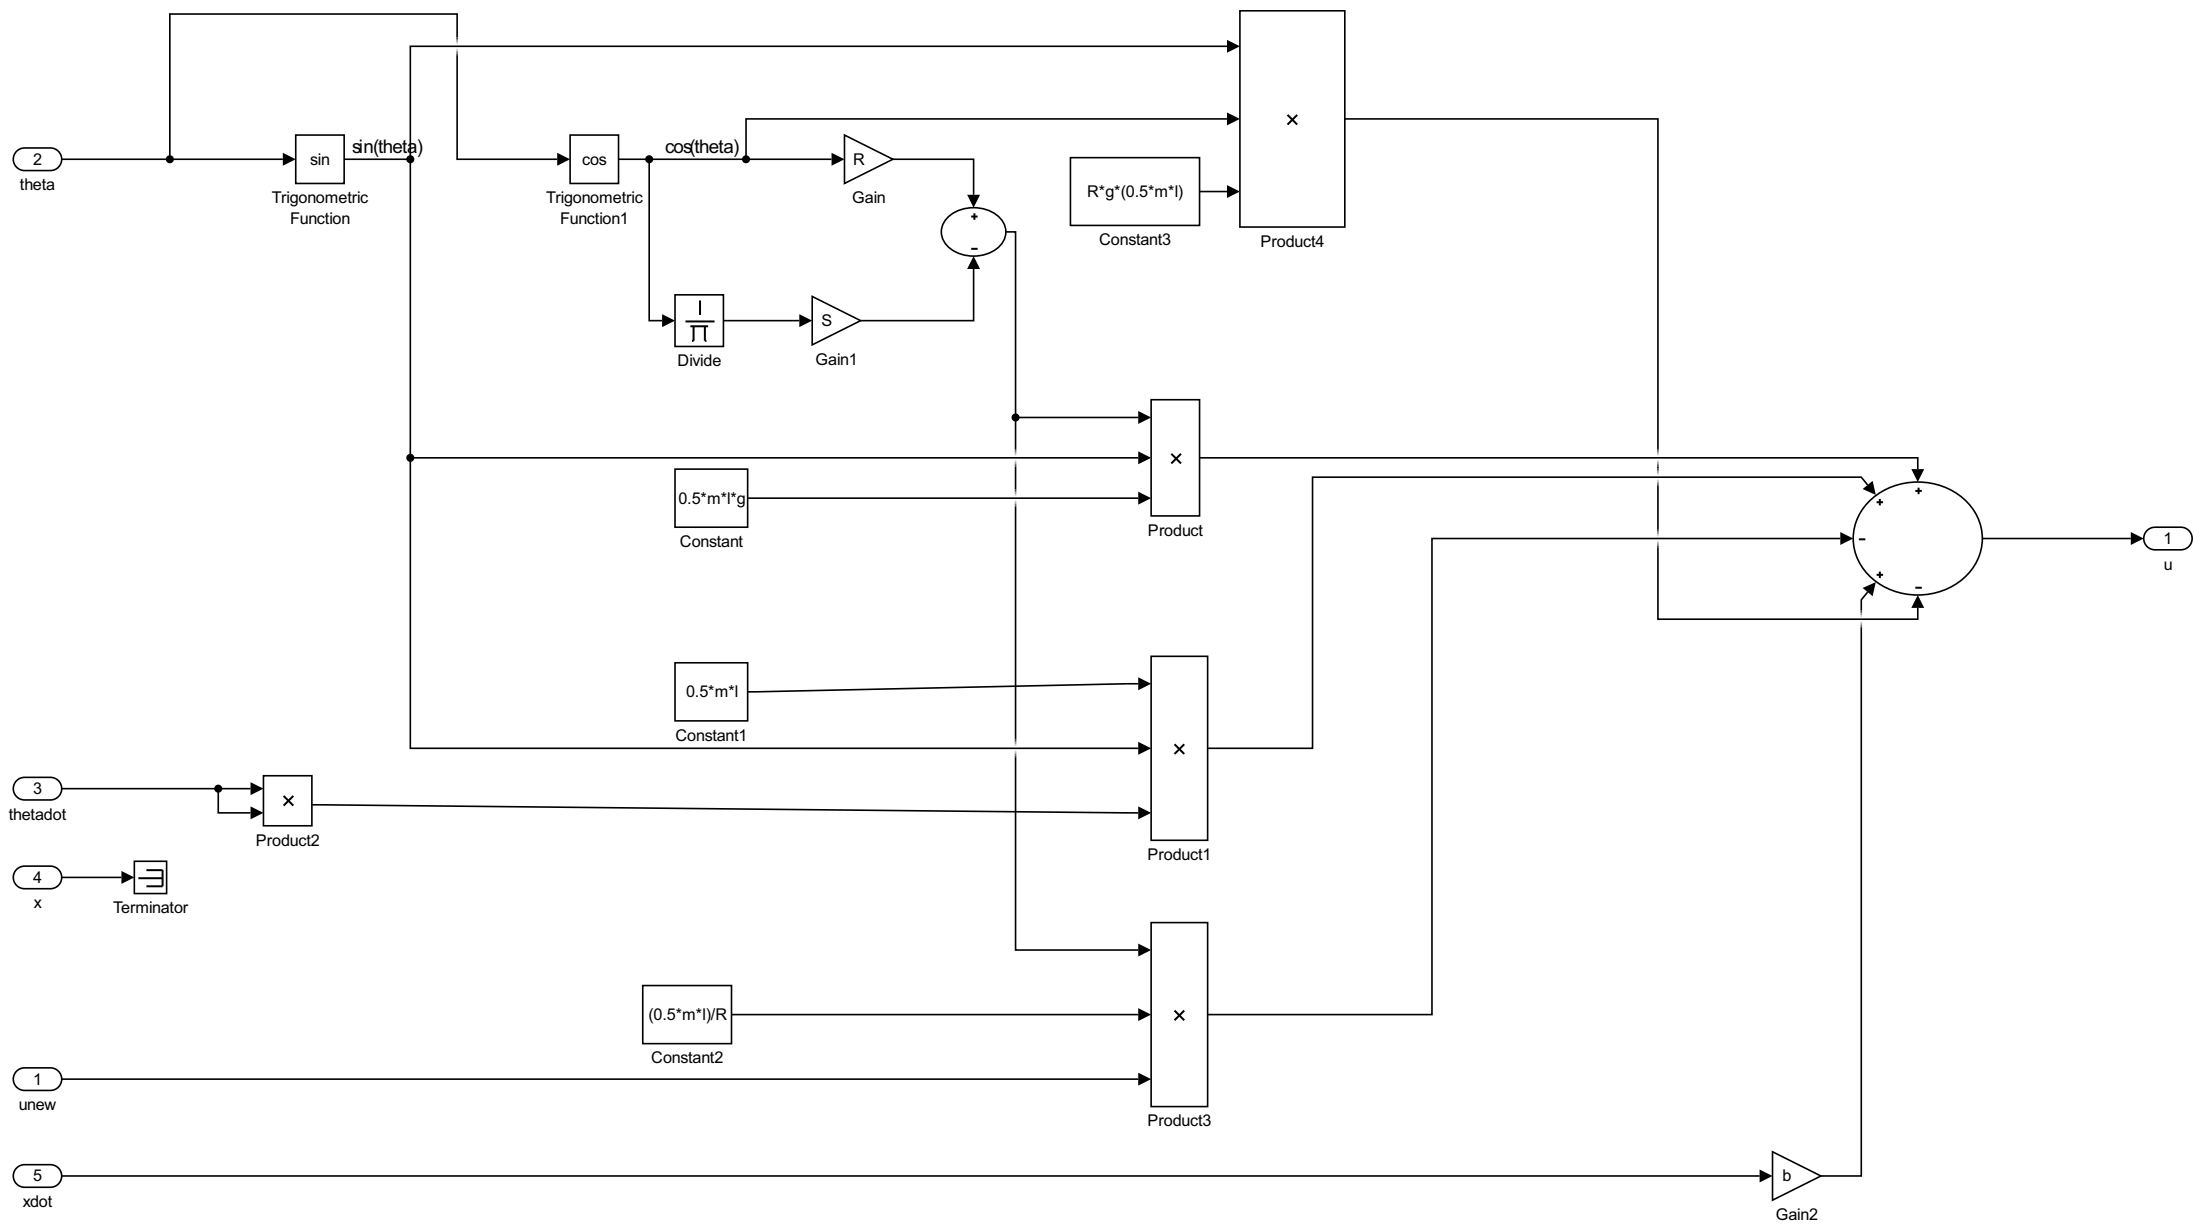 2
theta
sin
sin(theta)
Trigonometric
Function
cos
cos(theta)
Trigonometric
Function1
R
Gain
+
-
R*g*(0.5*m*l)
Constant3
×
Product4
1
Divide
S
Gain1
×
Product
0.5*m*l*g
Constant
+
+
-
+
-
1
u
0.5*m*l
Constant1
×
Product1
3
thetadot
×
Product2
4
x
Terminator
(0.5*m*l)/R
Constant2
×
Product3
1
unew
5
xdot
b
Gain2